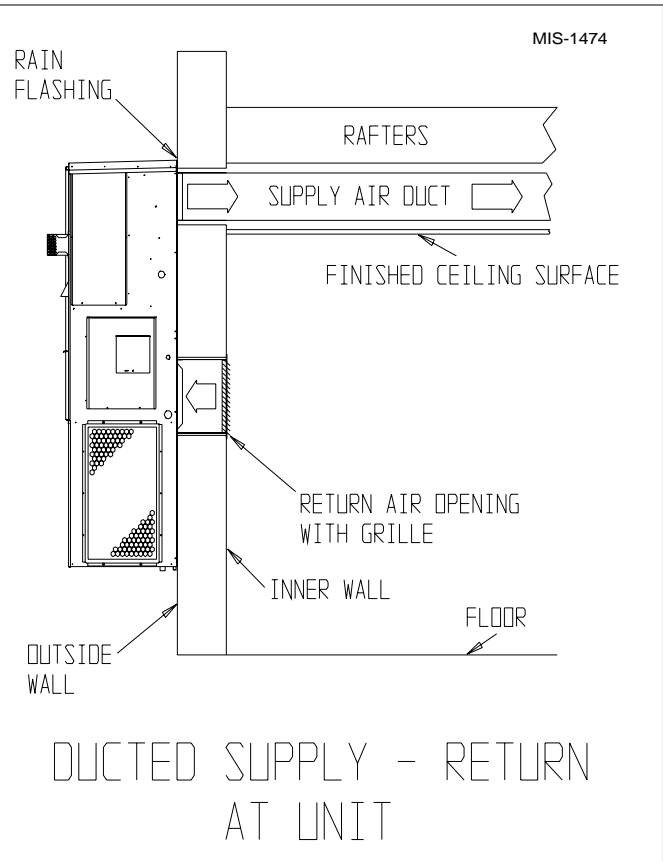 MIS-1474
RAIN
FLASHING
RAFTERS
SUPPLY AIR DUCT
FINISHED CEILING SURFACE
RETURN AIR OPENING
WITH GRILLE
INNER WALL
FLOOR
OUTSIDE
WALL
DUCTED SUPPLY - RETURN
AT UNIT